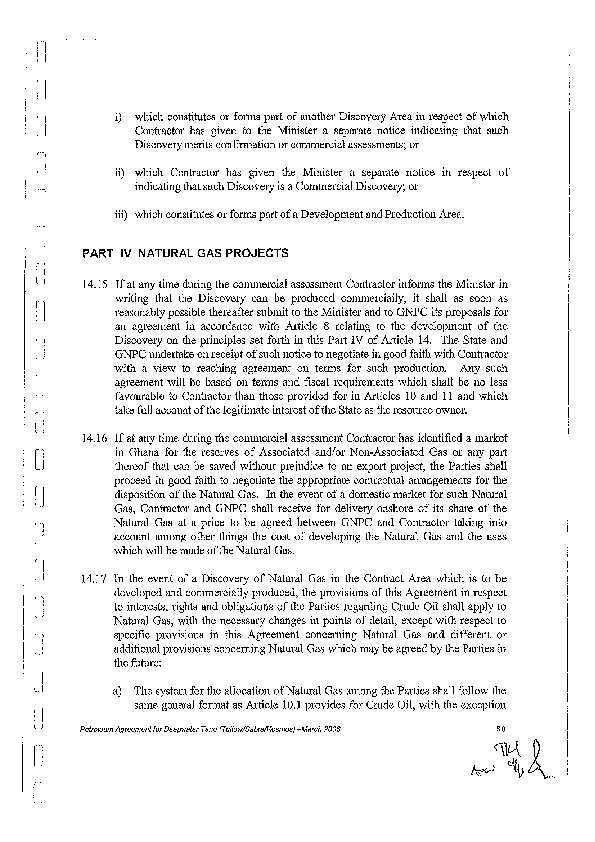 i) which constitutes or forms part of another Discovery Area in respect of which
Contractor has given to the Minister a separate notice indicating that such
Discovery merits confirmation or commercial assessments; or
ii) which Contractor has given the Minister a separate notice in respect of
indicating that such Discovery is a Commercial Discovery; or
iii) which constitutes or forms part of a Development and Production Area.
PART IV NATURAL GAS PROJECTS
14.15 If at any time during the commercial assessment Contractor informs the Minister in
writing that the Discovery can be produced commercially, it shall as soon as
reasonably possible thereafter submit to the Minister and to GNPC its proposals for
an agreement in accordance with Article 8 relating to the development of the
Discovery on the principles set forth in this Part IV of Article 14. The State and
GNPC undertake on receipt of such notice to negotiate in good faith with Contractor
with a view to reaching agreement on terms for such production. Any such
agreement will be based on terms and fiscal requirements which shall be no less
favourable to Contractor than those provided for in Articles 10 and 11 and which
take full account of the legitimate interest of the State as the resource owner.
14.16 If at any time during the commercial assessment Contractor has identified a market
in Ghana for the reserves of Associated and/or Non-Associated Gas or any part
thereof that can be saved without prejudice to an export project, the Parties shall
proceed in good faith to negotiate the appropriate contractual arrangements for the
disposition of the Natural Gas. In the event of a domestic market for such Natural
Gas, Contractor and GNPC shall receive for delivery onshore of its share of the
Natural Gas at a price to be agreed between GNPC and Contractor taking into
account among other things the cost of developing the Natural Gas and the uses
which will be made of the Natural Gas.
14.17 In the event of a Discovery of Natural Gas in the Contract Area which is to be
developed and commercially produced, the provisions of this Agreement in respect
to interests, rights and obligations of the Parties regarding Crude Oil shall apply to
Natural Gas, with the necessary changes in points of detail, except with respect to
specific provisions in this Agreement concerning Natural Gas and different or
additional provisions concerning Natural Gas which may be agreed by the Parties in
the future;
a) The system for the allocation of Natural Gas among the Parties shall follow the
same general format as Article 10.1 provides for Crude Oil, with the exception
Petroleum Agreement for Deepwater Tano (Tullow/Sabre/Kosmos) – March 2006